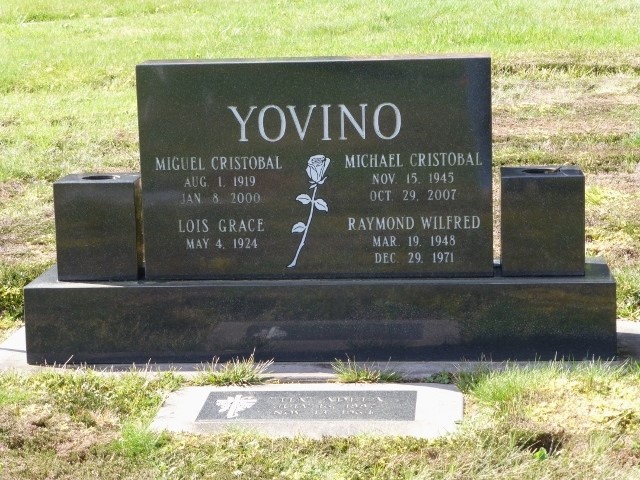 YOVINO
MIGUEL CRISTOBAL
AUG. 1, 1919
JAN. 8, 2000
MICHAEL CRISTOBAL
NOV. 15, 1945
OCT. 29, 2007
LOIS GRACE
MAY 4, 1924
RAYMOND WILFRED
MAR. 19, 1948
DEC. 29, 1971